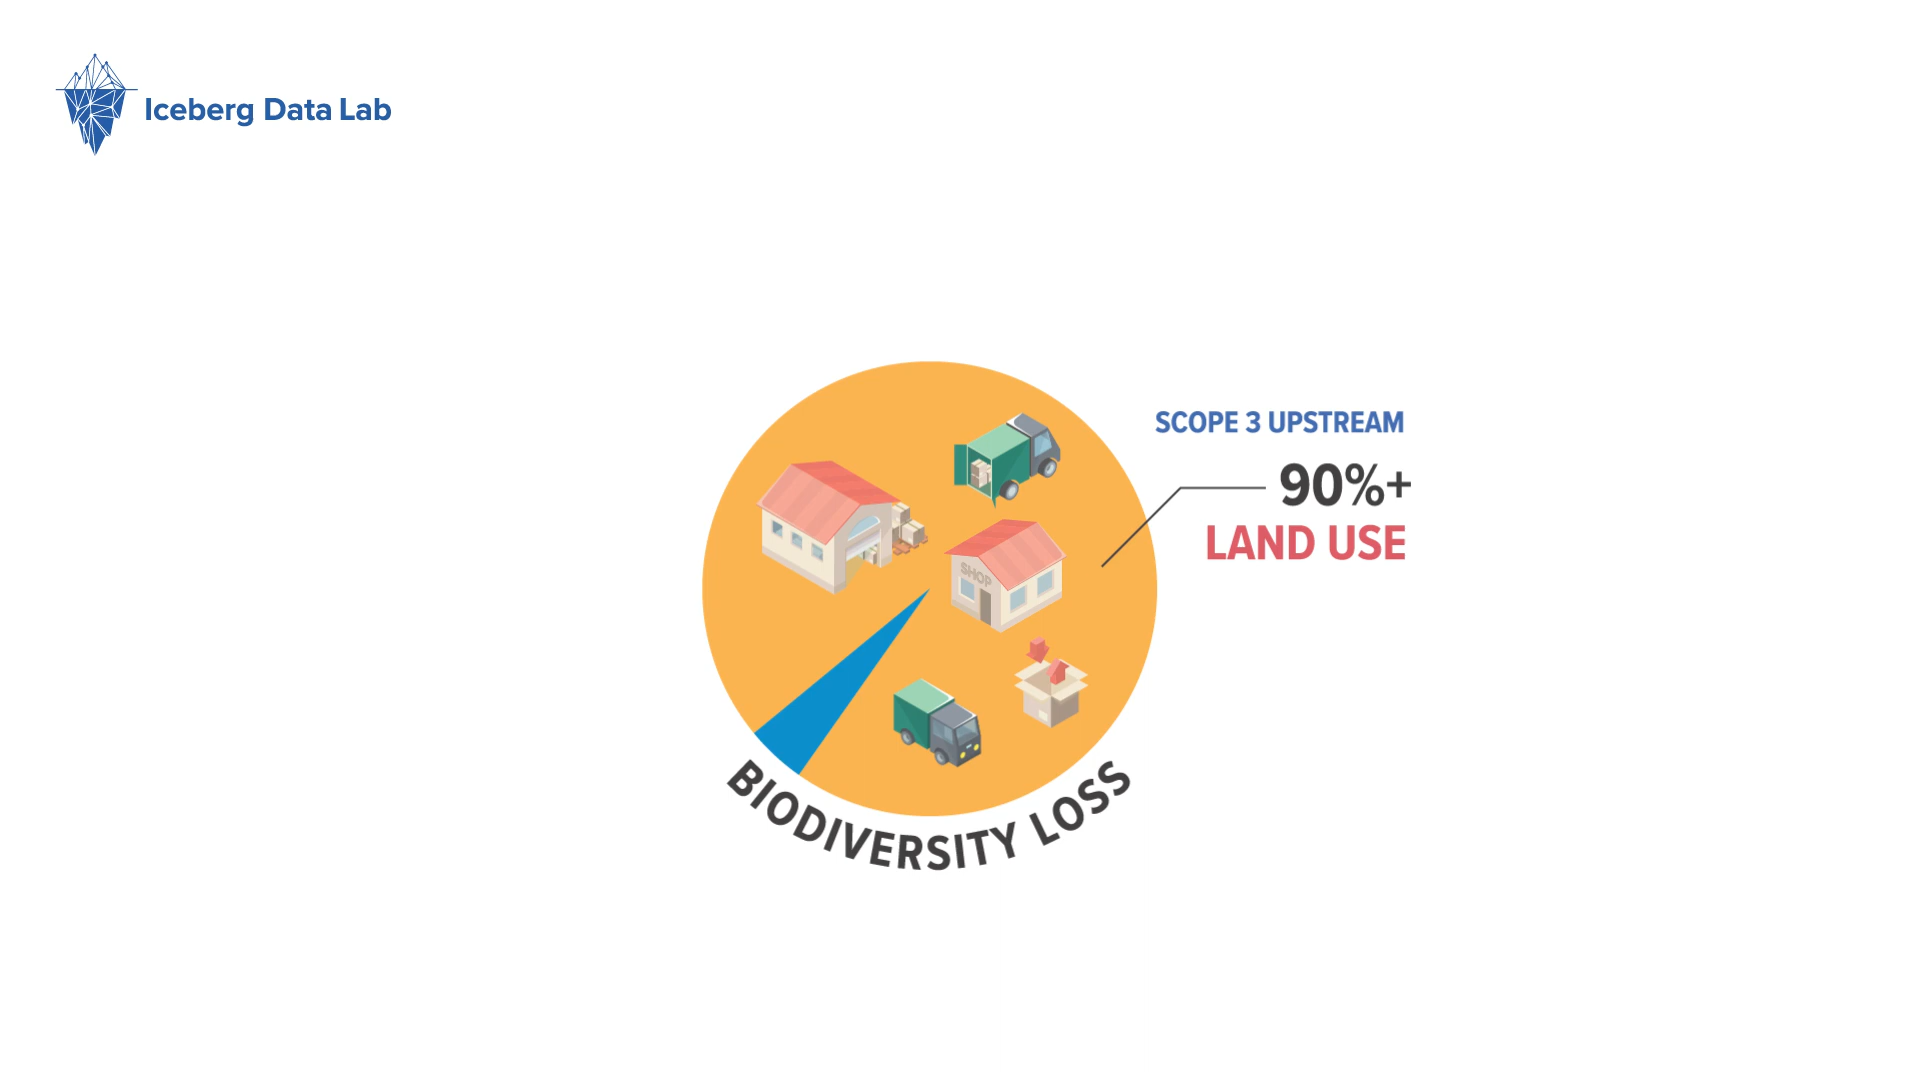 Iceberg Data Lab
SCOPE 3 UPSTREAM
90%+
LAND USE
SHOP
BIODIVERSITY LOSS